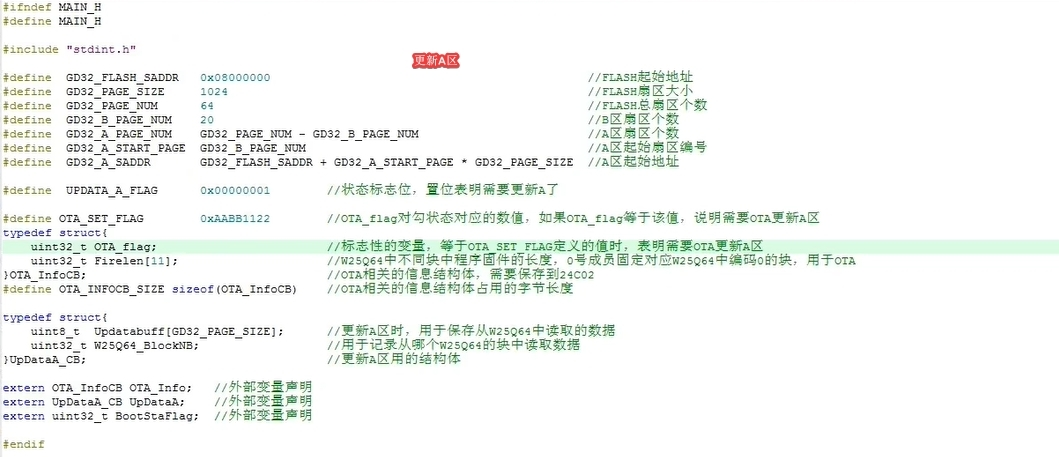 #ifndef MAIN_H
#define MAIN_H
#include "stdint.h"
更新A区
#define GD32_FLASH_SADDR 0x08000000 //FLASH起始地址
#define GD32_PAGE_SIZE 1024 //FLASH扇区大小
#define GD32_PAGE_NUM 64 //FLASH总扇区个数
#define GD32_B_PAGE_NUM 20 //B区扇区个数
#define GD32_A_PAGE_NUM GD32_PAGE_NUM - GD32_B_PAGE_NUM //A区扇区个数
#define GD32_A_START_PAGE GD32_B_PAGE_NUM //A区起始扇区编号
#define GD32_A_SADDR GD32_FLASH_SADDR + GD32_A_START_PAGE * GD32_PAGE_SIZE //A区起始地址
#define UPDATA_A_FLAG 0x00000001 //状态标志位，置位表明需要更新A了
#define OTA_SET_FLAG 0xAABB1122 //OTA_flag对勾状态对应的数值，如果OTA_flag等于该值，说明需要OTA更新A区
typedef struct{
uint32_t OTA_flag; //标志性的变量，等于OTA_SET_FLAG定义的值时，表明需要OTA更新A区
uint32_t Firelen[11]; //W25Q64中不同块中程序固件的长度，0号成员固定对应W25Q64中编码0的块，用于OTA
}OTA_InfoCB; //OTA相关的信息结构体，需要保存到24C02
#define OTA_INFOCB_SIZE sizeof(OTA_InfoCB) //OTA相关的信息结构体占用的字节长度
typedef struct{
uint8_t Updatabuff[GD32_PAGE_SIZE]; //更新A区时，用于保存从W25Q64中读取的数据
uint32_t W25Q64_BlockNB; //用于记录从哪个W25Q64的块中读取数据
}UpDataA_CB; //更新A区用的结构体
extern OTA_InfoCB OTA_Info; //外部变量声明
extern UpDataA_CB UpDataA; //外部变量声明
extern uint32_t BootStaFlag; //外部变量声明
#endif